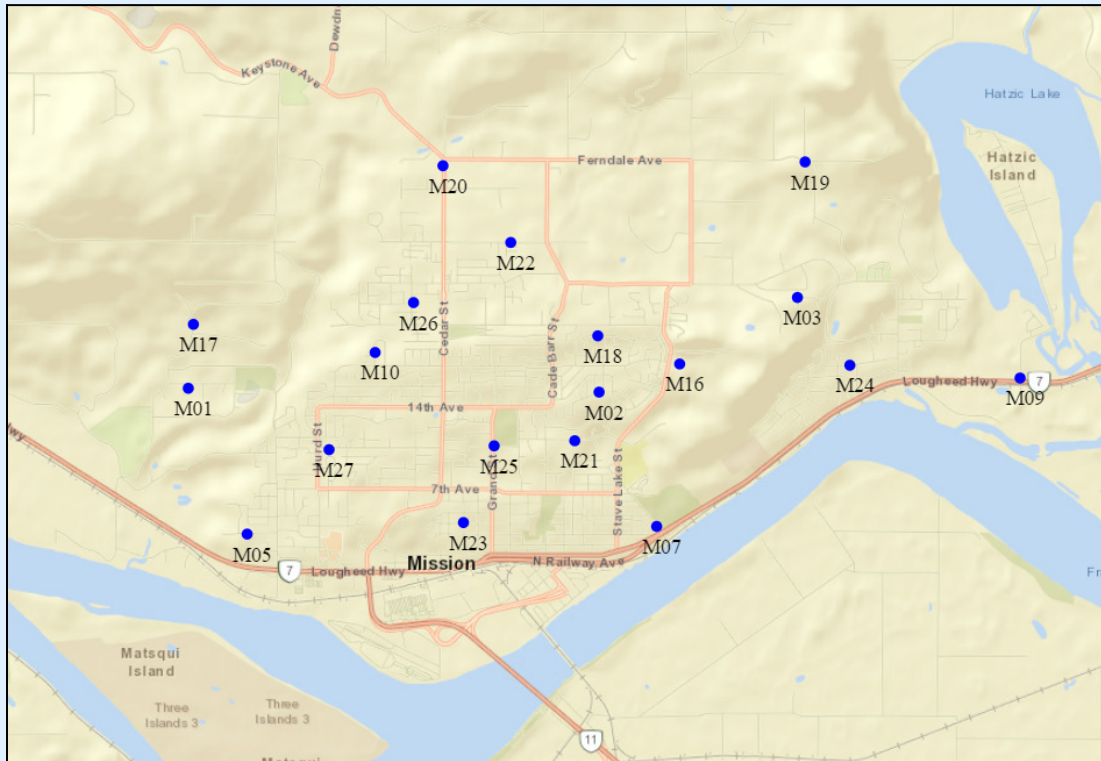 Dewdn
Keystone Ave
Hatzic Lake
Ferndale Ave
Hatzic
Island
M20
M19
M22
M03
M26
Cedar St
Cade Barr St
M17
M18
M10
M16
M24
Lougheed Hwy
7
M09
M01
M02
14th Ave
Hurd St
M27
M25
Grand St
M21
Stave Lake St
7th Ave
M23
M07
M05
7
Lougheed Hwy
Mission
N Railway Ave
Matsqui
Island
Three
Islands 3
Three
Islands 3
11